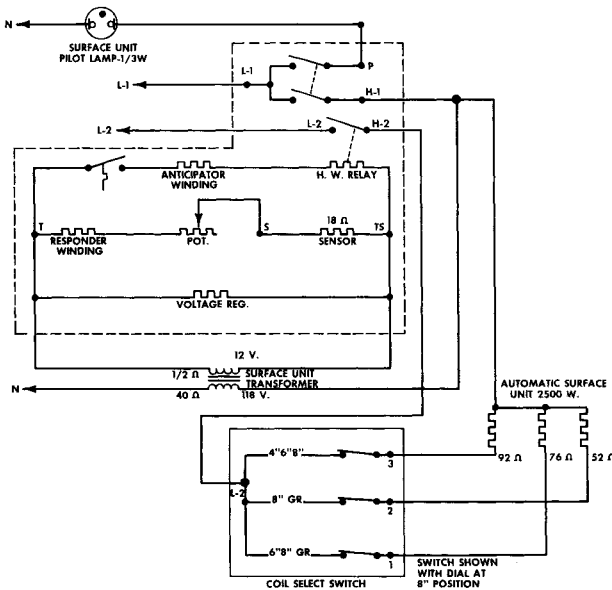 N
SURFACE UNIT
PILOT LAMP-1/3W
L-1
P
L-1
H-1
L-2
L-2
H-2
ANTICIPATOR
WINDING
H. W. RELAY
18 Ω
T
S
TS
RESPONDER
WINDING
POT.
SENSOR
VOLTAGE REG.
12 V.
1/2 Ω
SURFACE UNIT
TRANSFORMER
N
40 Ω
118 V.
AUTOMATIC SURFACE
UNIT 2500 W.
4"6"8"
3
92 Ω
76 Ω
52 Ω
L-2
8" GR
2
6"8" GR
1
SWITCH SHOWN
WITH DIAL AT
8" POSITION
COIL SELECT SWITCH